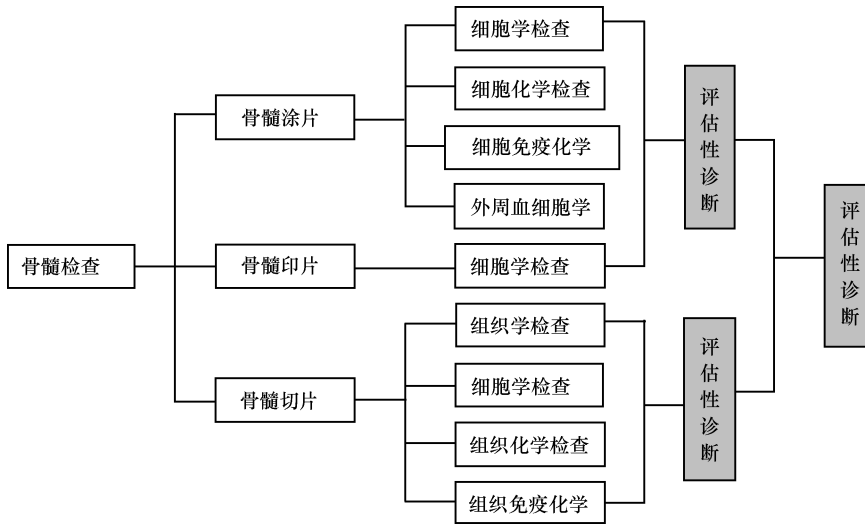 骨髓检查
骨髓涂片
骨髓印片
骨髓切片
细胞学检查
细胞化学检查
细胞免疫化学
外周血细胞学
细胞学检查
组织学检查
细胞学检查
组织化学检查
组织免疫化学
评估性诊断
评估性诊断
评估性诊断